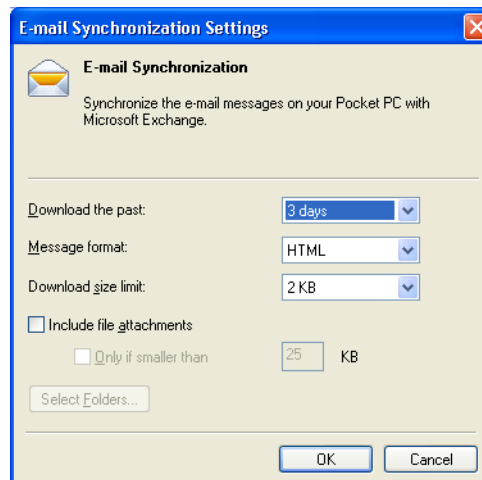 E-mail Synchronization Settings
E-mail Synchronization
Synchronize the e-mail messages on your Pocket PC with
Microsoft Exchange.
Download the past: 3 days
Message format: HTML
Download size limit: 2 KB
Include file attachments
Only if smaller than 25 KB
Select Folders...
OK Cancel